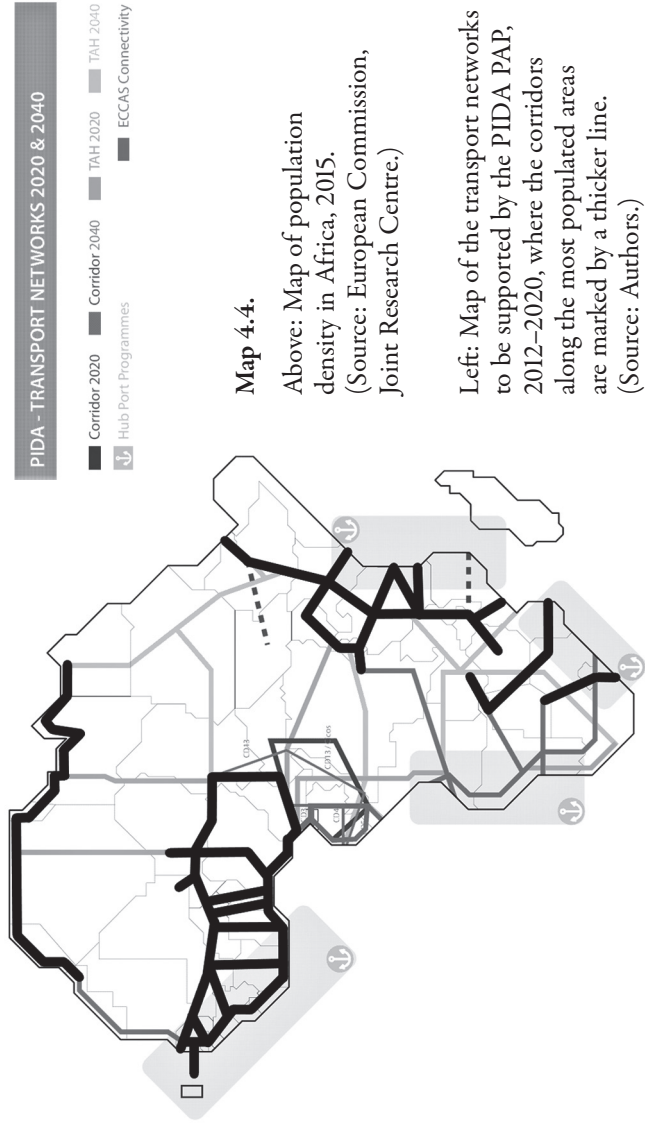 PIDA - TRANSPORT NETWORKS 2020 & 2040
Corridor 2020
Corridor 2040
TAH 2020
TAH 2040
Hub Port Programmes
ECCAS Connectivity
Map 4.4.
Above: Map of population
density in Africa, 2015.
(Source: European Commission,
Joint Research Centre.)
Left: Map of the transport networks
to be supported by the PIDA PAP,
2012–2020, where the corridors
along the most populated areas
are marked by a thicker line.
(Source: Authors.)